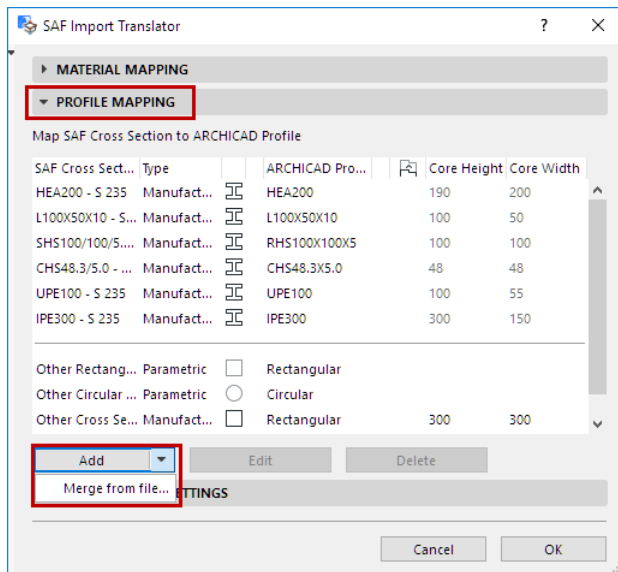 SAF Import Translator ?
MATERIAL MAPPING
PROFILE MAPPING
Map SAF Cross Section to ARCHICAD Profile
SAF Cross Sect... Type ARCHICAD Pro... Core Height Core Width
HEA200 - S 235 Manufact... HEA200 190 200
L100X50X10 - S... Manufact... L100X50X10 100 50
SHS100/100/5.... Manufact... RHS100X100X5 100 100
CHS48.3/5.0 - ... Manufact... CHS48.3X5.0 48 48
UPE100 - S 235 Manufact... UPE100 100 55
IPE300 - S 235 Manufact... IPE300 300 150
Other Rectang... Parametric Rectangular
Other Circular ... Parametric Circular
Other Cross Se... Manufact... Rectangular 300 300
Add Edit Delete
Merge from file... ETTINGS
Cancel OK